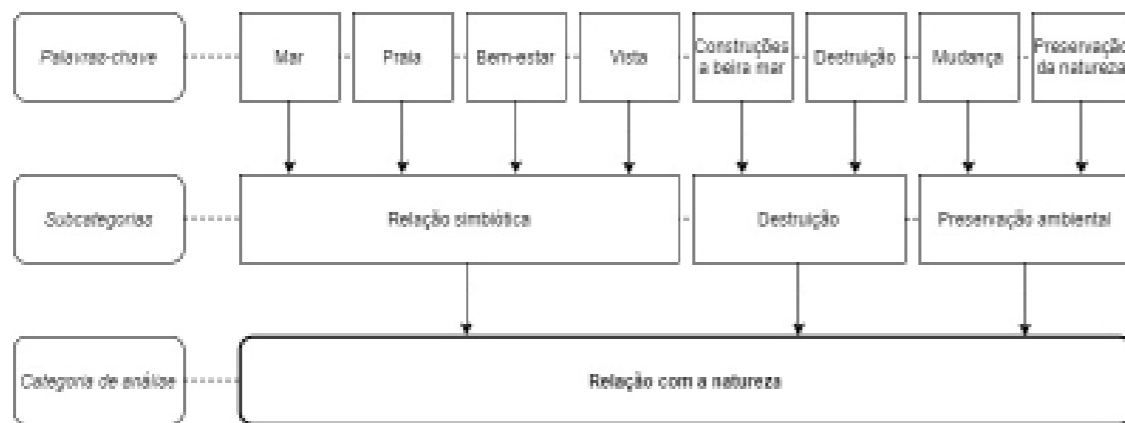 Palavras-chave
Mar
Praia
Bem-estar
Vista
Construções
a beira mar
Destruição
Mudança
Preservação
da natureza
Subcategorias
Relação simbiótica
Destruição
Preservação ambiental
Categoria de análise
Relação com a natureza